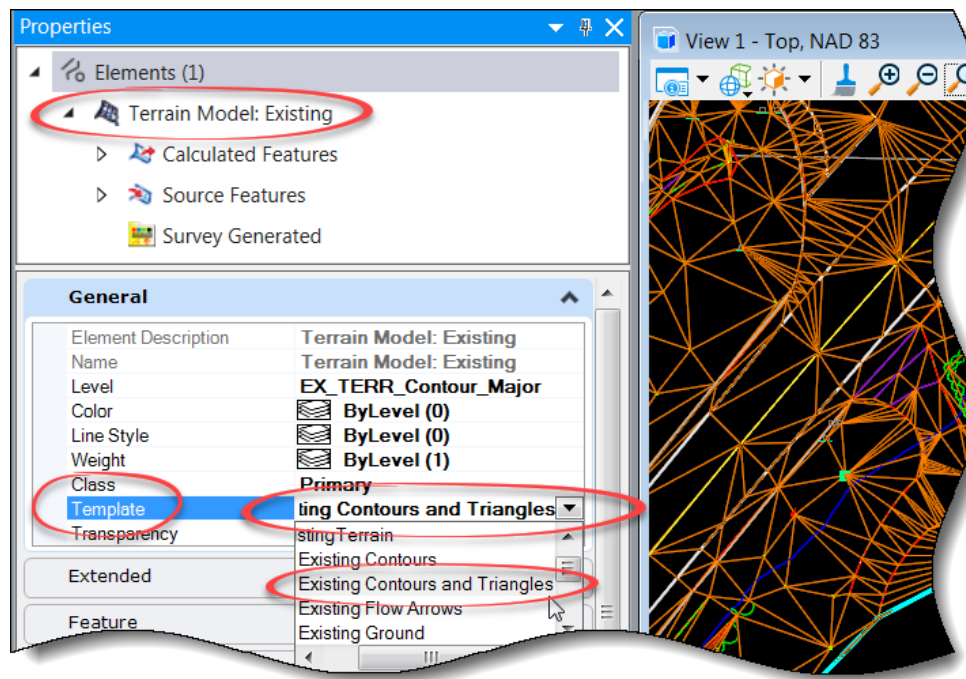 Properties
Elements (1)
Terrain Model: Existing
Calculated Features
Source Features
Survey Generated
General
Element Description Terrain Model: Existing
Name Terrain Model: Existing
Level EX_TERR_Contour_Major
Color ByLevel (0)
Line Style ByLevel (0)
Weight ByLevel (1)
Class Primary
Template ting Contours and Triangles
Transparency
stingTerrain
Existing Contours
Existing Contours and Triangles
Existing Flow Arrows
Existing Ground
Extended
Feature
View 1 - Top, NAD 83